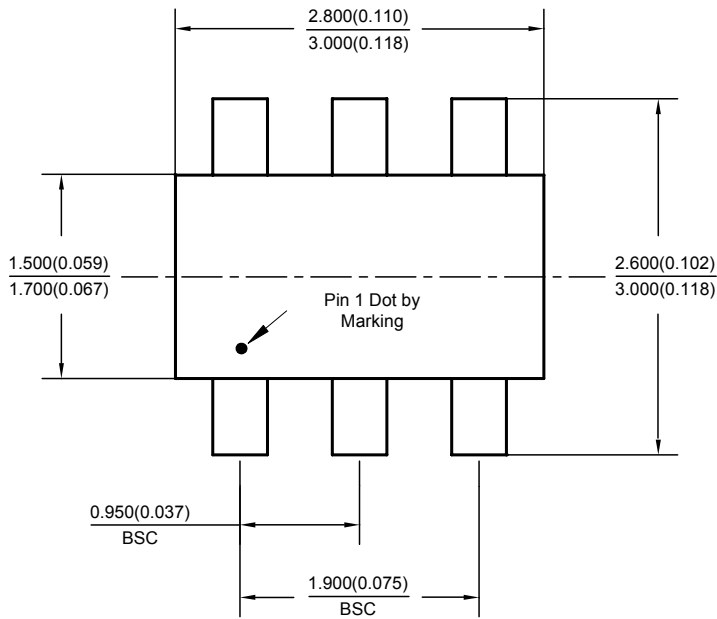 2.800(0.110)
3.000(0.118)
1.500(0.059)
1.700(0.067)
2.600(0.102)
3.000(0.118)
Pin 1 Dot by
Marking
0.950(0.037)
BSC
1.900(0.075)
BSC